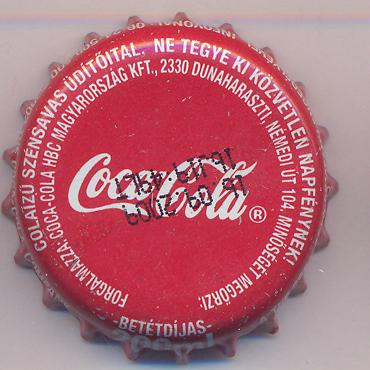 COLAÍZŰ SZÉNSAVAS ÜDÍTŐITAL. NE TEGYE KI KÖZVETLEN NAPFÉNYNEK!
FORGALMAZZA: COCA-COLA HBC MAGYARORSZÁG KFT., 2330 DUNAHARASZTI, NÉMEDI ÚT 104. MINŐSÉGÉT MEGŐRZI:
Coca-Cola ®
-BETÉTDÍJAS-